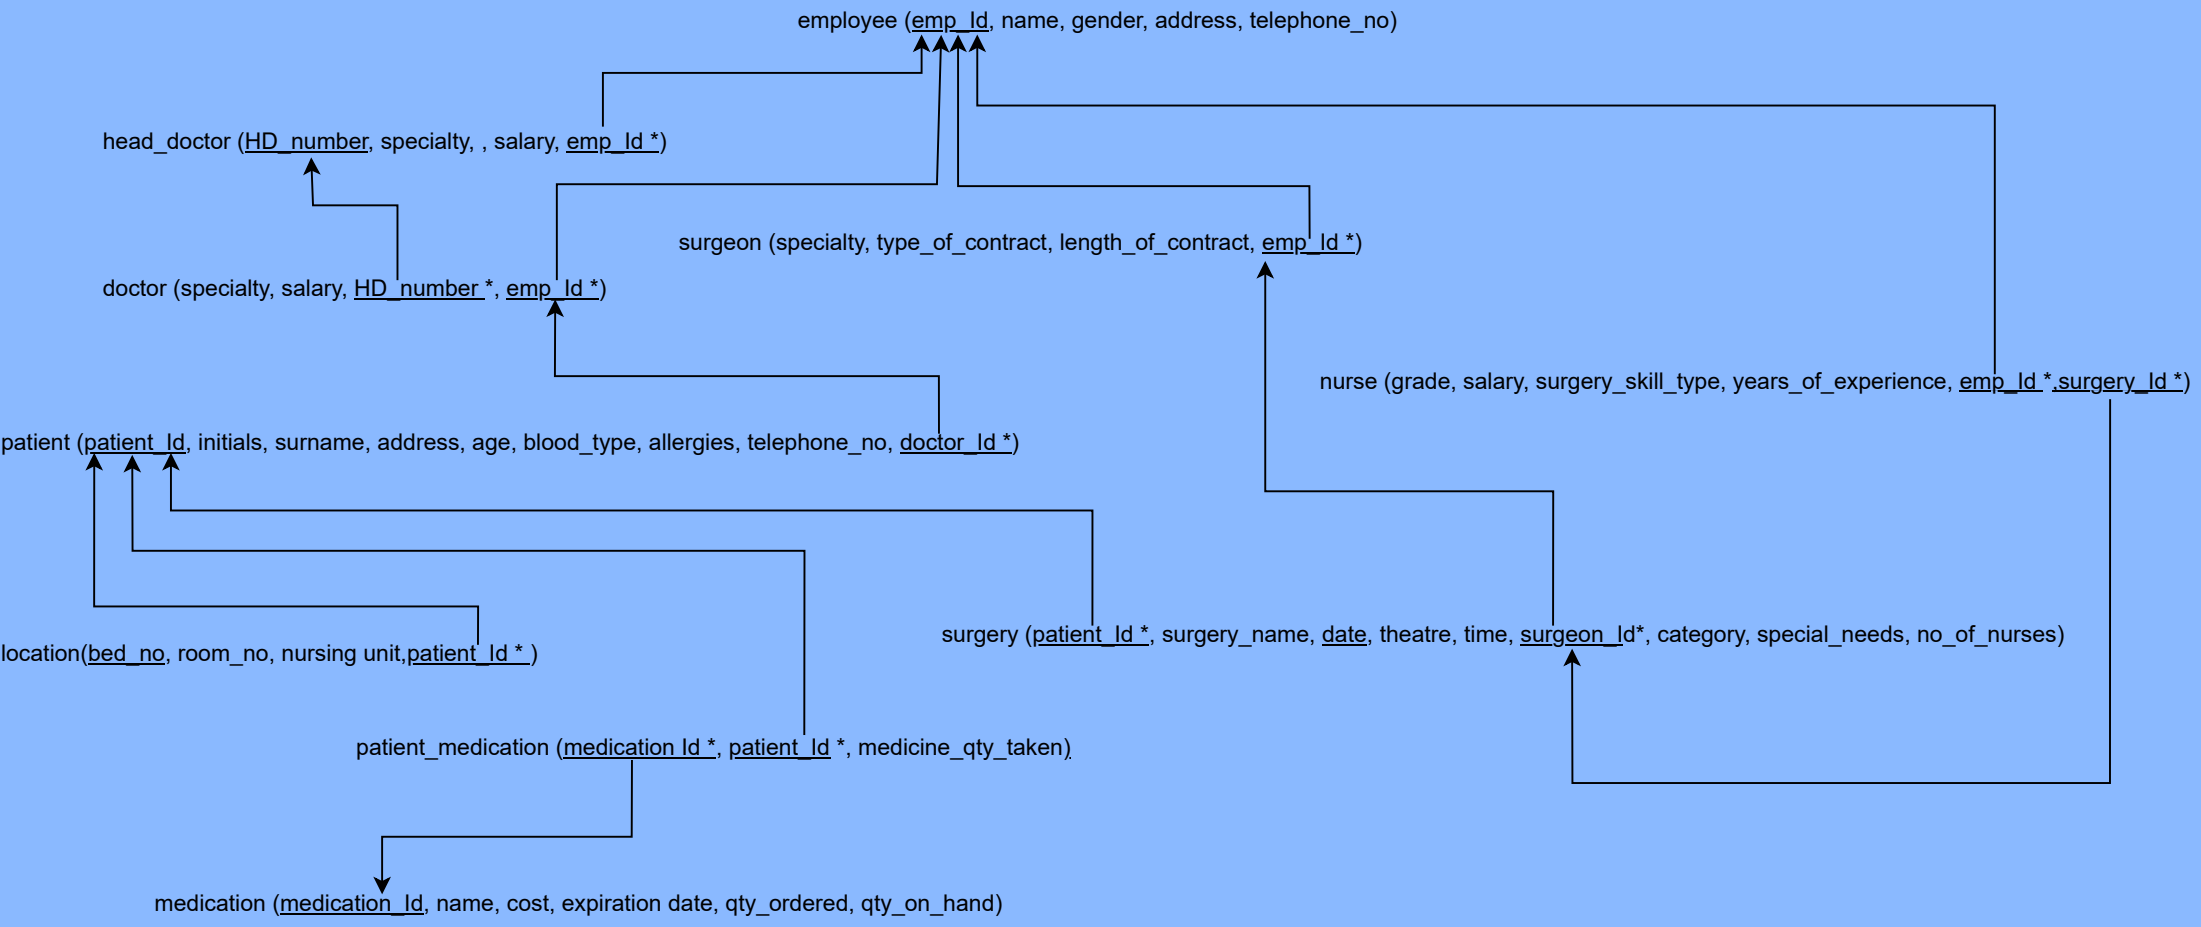 employee (emp_Id, name, gender, address, telephone_no)
head_doctor (HD_number, specialty, , salary, emp_Id *)
surgeon (specialty, type_of_contract, length_of_contract, emp_Id *)
doctor (specialty, salary, HD_number *, emp_Id *)
nurse (grade, salary, surgery_skill_type, years_of_experience, emp_Id *,surgery_Id *)
patient (patient_Id, initials, surname, address, age, blood_type, allergies, telephone_no, doctor_Id *)
surgery (patient_Id *, surgery_name, date, theatre, time, surgeon_Id*, category, special_needs, no_of_nurses)
location(bed_no, room_no, nursing unit,patient_Id * )
patient_medication (medication Id *, patient_Id *, medicine_qty_taken)
medication (medication_Id, name, cost, expiration date, qty_ordered, qty_on_hand)